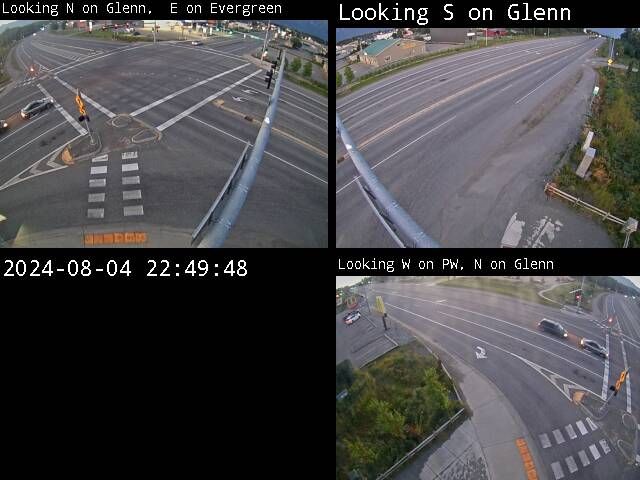 Looking N on Glenn,  E on Evergreen
Looking S on Glenn
2024-08-04 22:49:48
Looking W on PW, N on Glenn